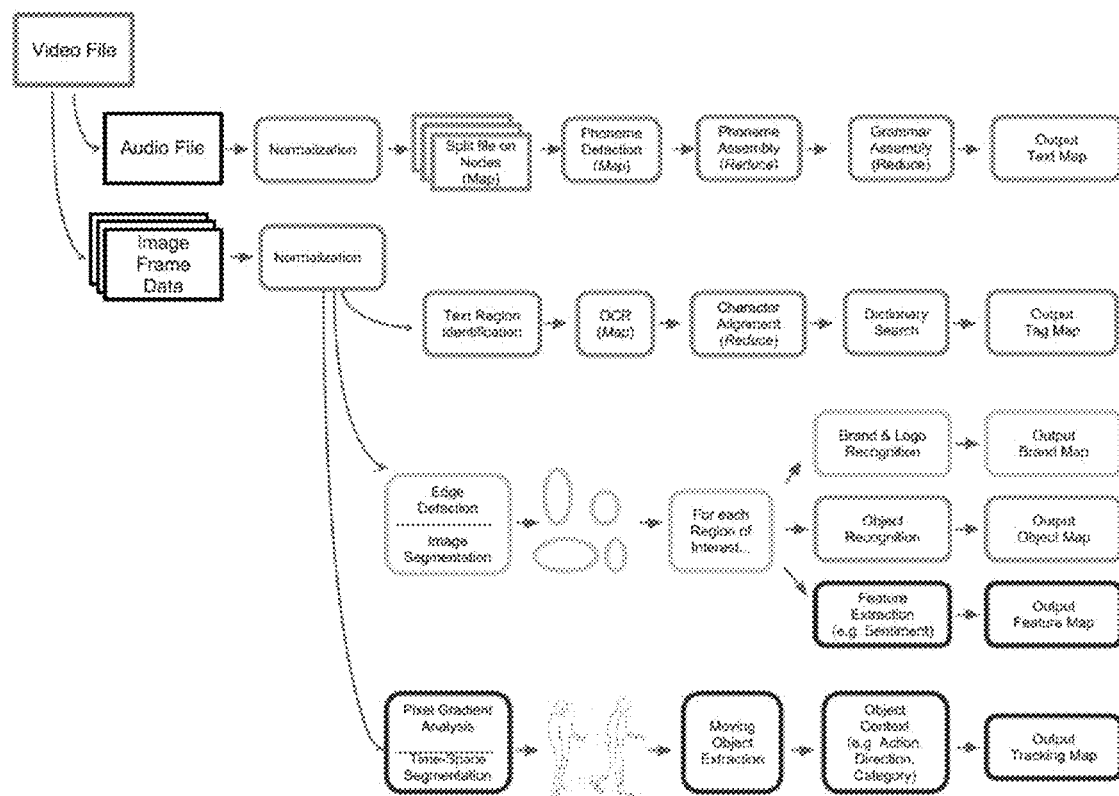 Video File
Audio File
Normalization
Split file on
Nodes
(Map)
Phoneme
Detection
(Map)
Phoneme
Assembly
(Reduce)
Grammar
Assembly
(Reduce)
Output
Text Map
Image
Frame
Data
Normalization
Text Region
Identification
OCR
(Map)
Character
Alignment
(Reduce)
Dictionary
Search
Output
Tag Map
Brand & Logo
Recognition
Output
Brand Map
Edge
Detection
Image
Segmentation
For each
Region of
Interest...
Object
Recognition
Output
Object Map
Feature
Extraction
(e.g. Sentiment)
Output
Feature Map
Pixel Gradient
Analysis
Time-Space
Segmentation
Moving
Object
Extraction
Object
Context
(e.g. Action,
Direction,
Category)
Output
Tracking Map